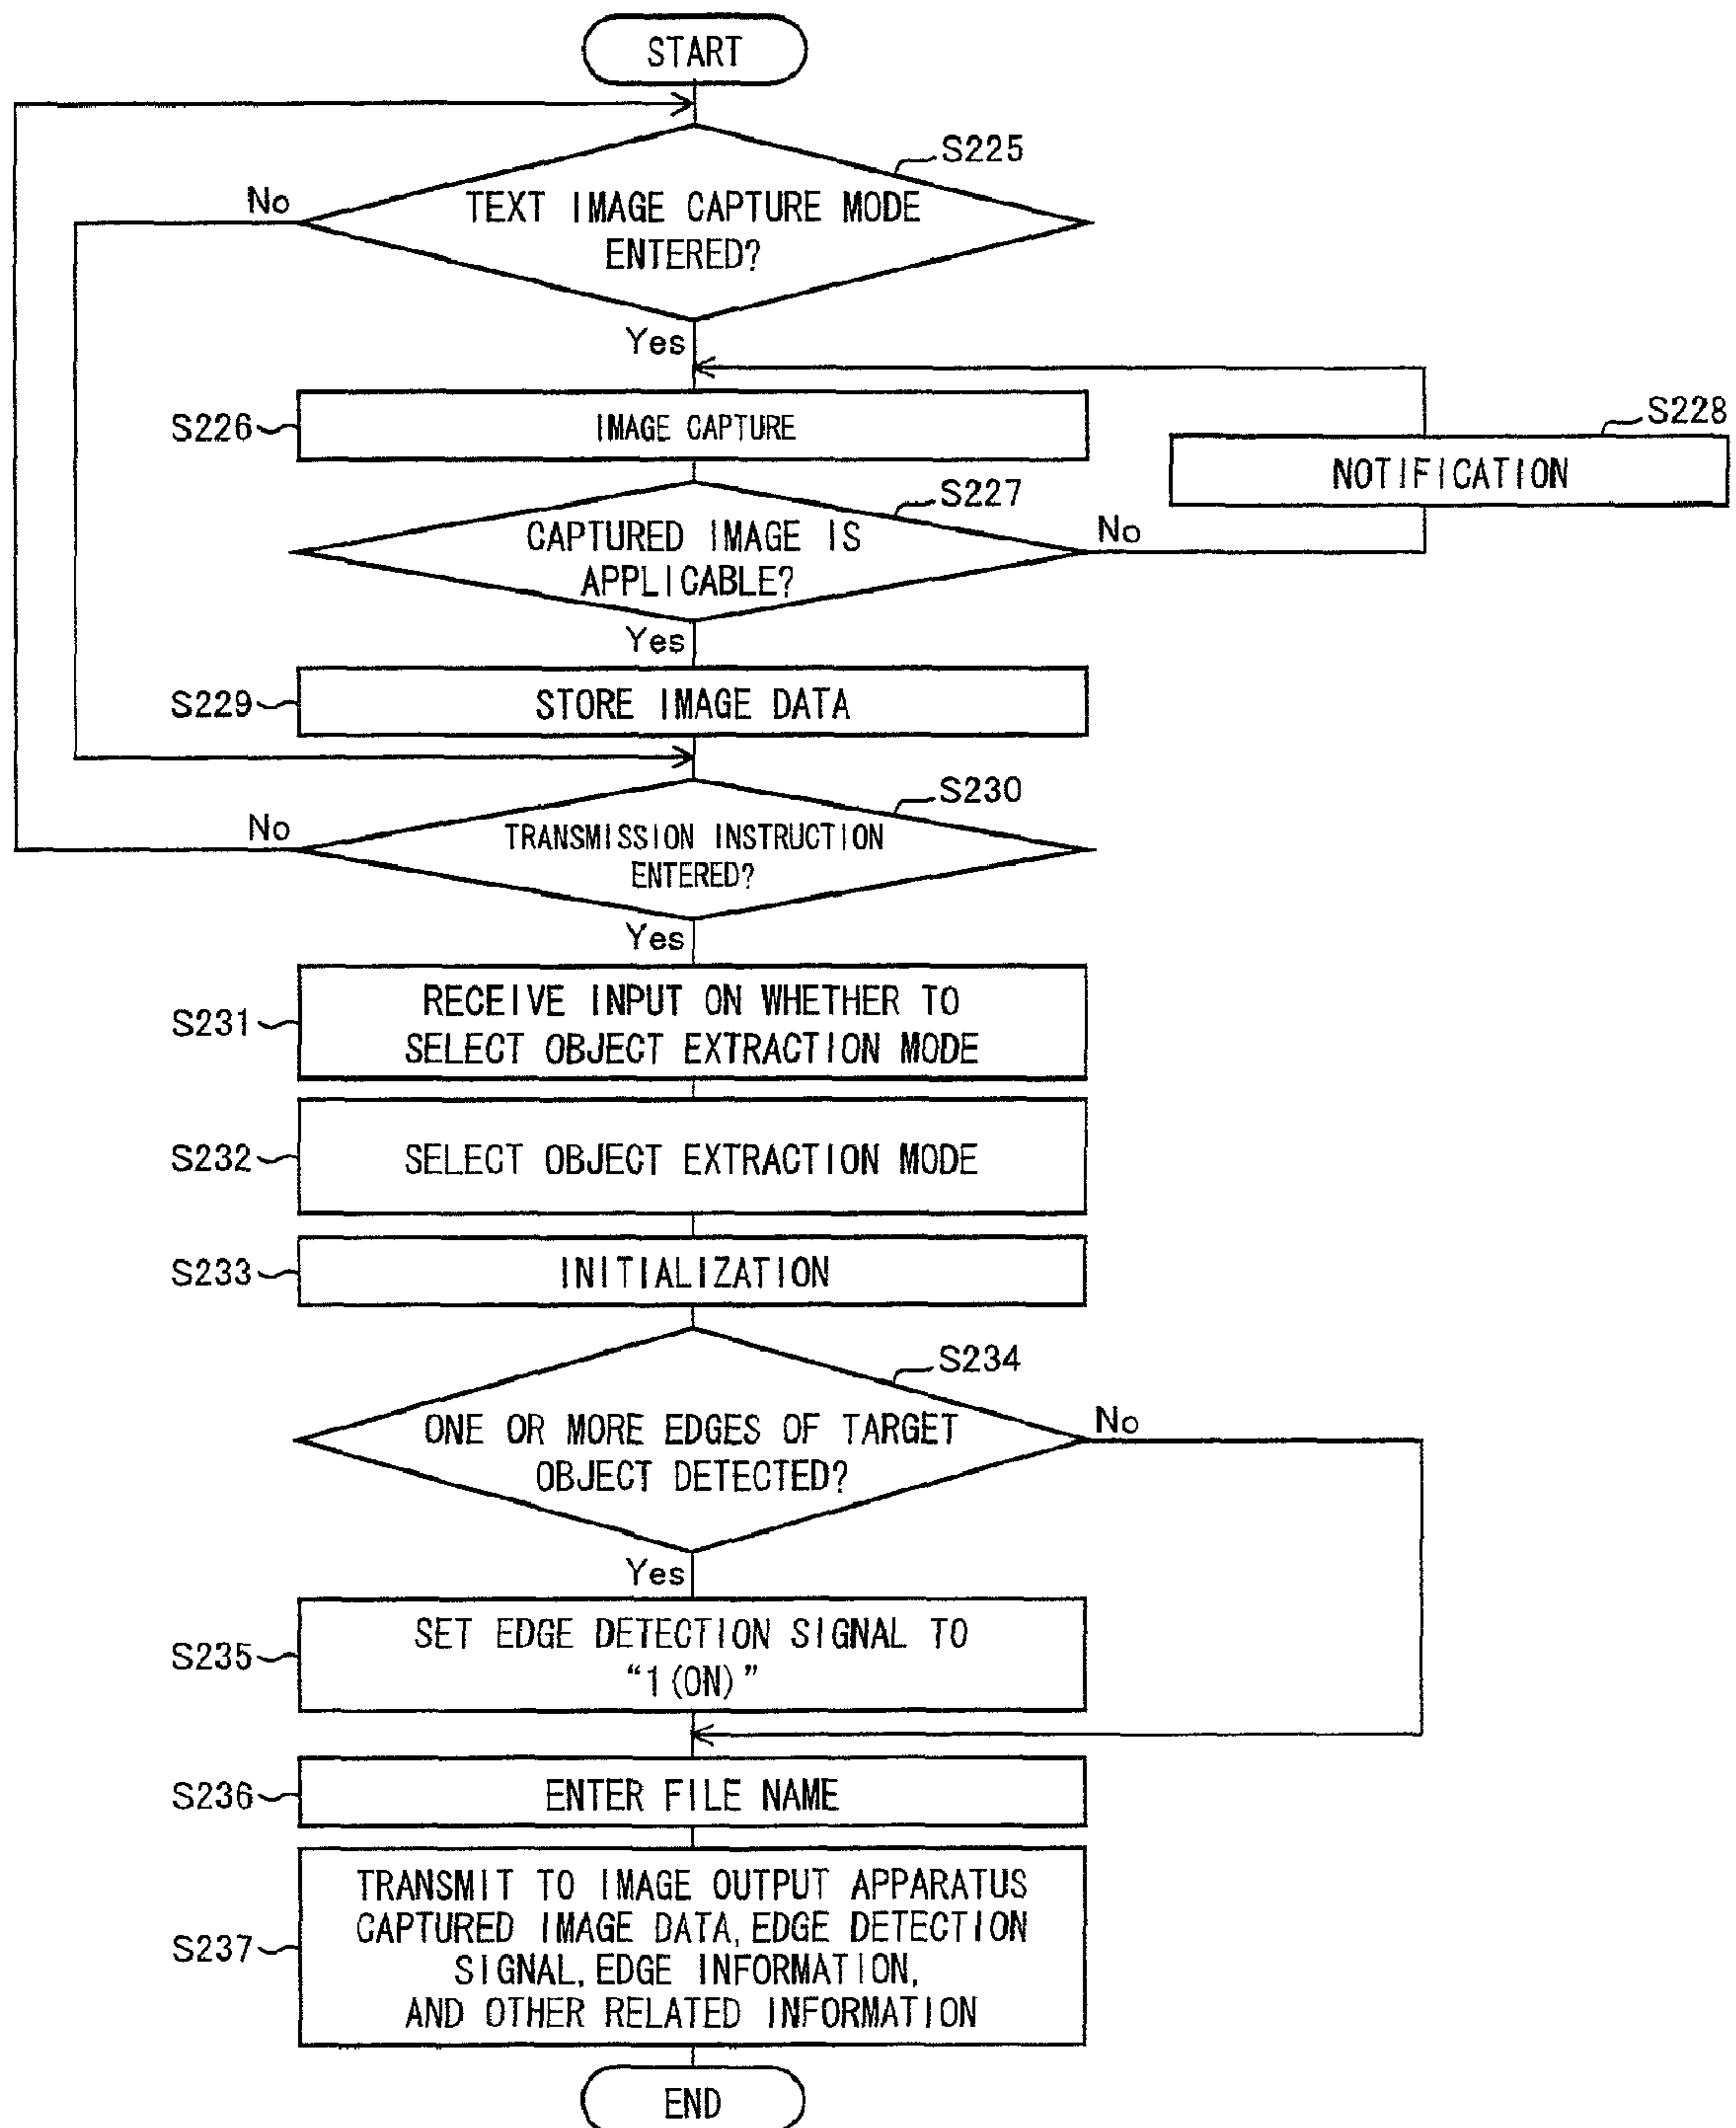 START
S225
No
TEXT IMAGE CAPTURE MODE
ENTERED?
Yes
S226
IMAGE CAPTURE
S228
NOTIFICATION
S227
CAPTURED IMAGE IS
APPLICABLE?
No
Yes
S229
STORE IMAGE DATA
S230
No
TRANSMISSION INSTRUCTION
ENTERED?
Yes
S231
RECEIVE INPUT ON WHETHER TO
SELECT OBJECT EXTRACTION MODE
S232
SELECT OBJECT EXTRACTION MODE
S233
INITIALIZATION
S234
ONE OR MORE EDGES OF TARGET
OBJECT DETECTED?
No
Yes
S235
SET EDGE DETECTION SIGNAL TO
“1(ON)”
S236
ENTER FILE NAME
S237
TRANSMIT TO IMAGE OUTPUT APPARATUS
CAPTURED IMAGE DATA, EDGE DETECTION
SIGNAL, EDGE INFORMATION,
AND OTHER RELATED INFORMATION
END